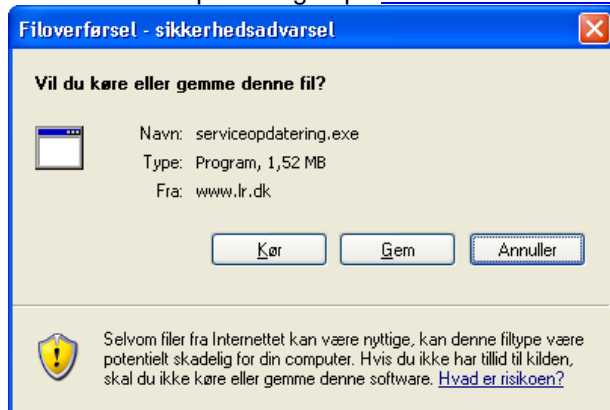 Filoverførsel - sikkerhedsadvarsel
Vil du køre eller gemme denne fil?
Navn: serviceopdatering.exe
Type: Program, 1,52 MB
Fra: www.lr.dk
Kør Gem Annuller
Selvom filer fra Internettet kan være nyttige, kan denne filtype være
potentielt skadelig for din computer. Hvis du ikke har tillid til kilden,
skal du ikke køre eller gemme denne software. Hvad er risikoen?